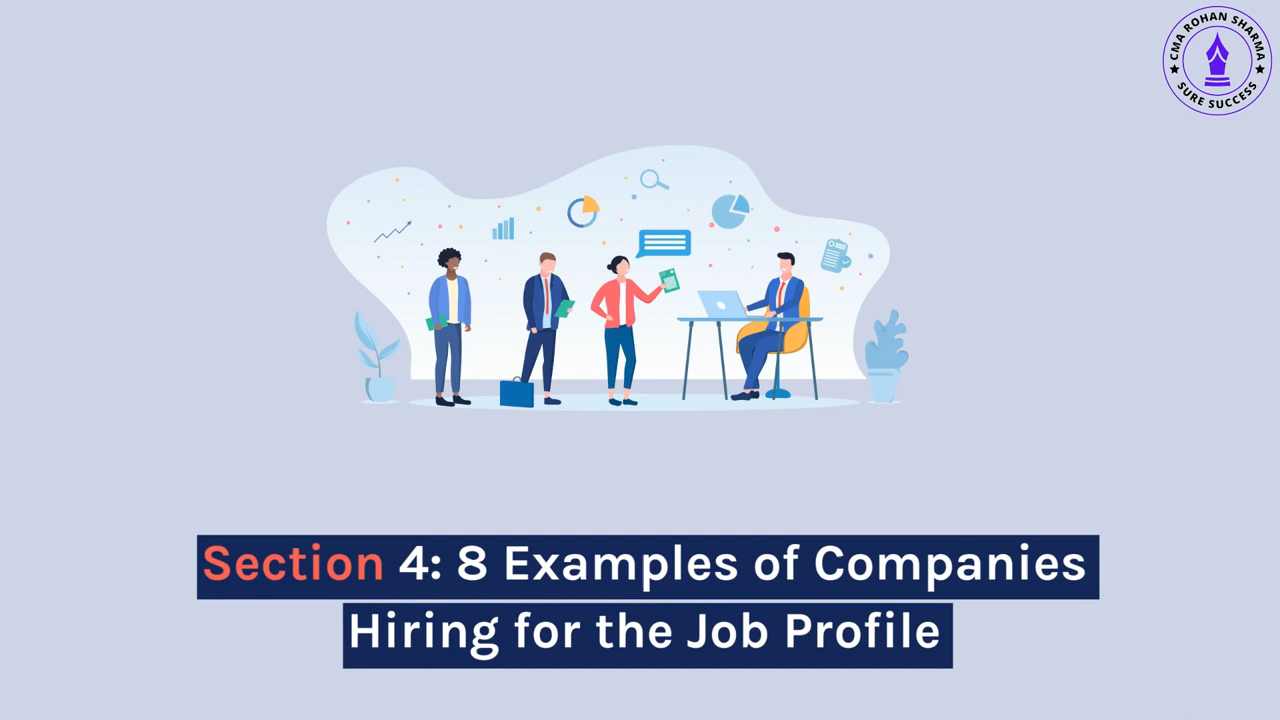 CMA ROHAN SHARMA
SURE SUCCESS
Section 4: 8 Examples of Companies
Hiring for the Job Profile